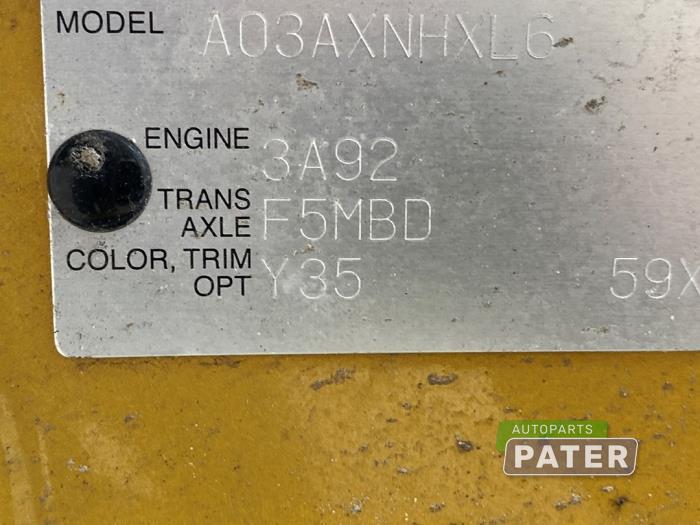 MODEL A03AXNHXL6
ENGINE 3A92
TRANS
AXLE F5MBD
COLOR, TRIM
OPT Y35 59X
AUTOPARTS
PATER